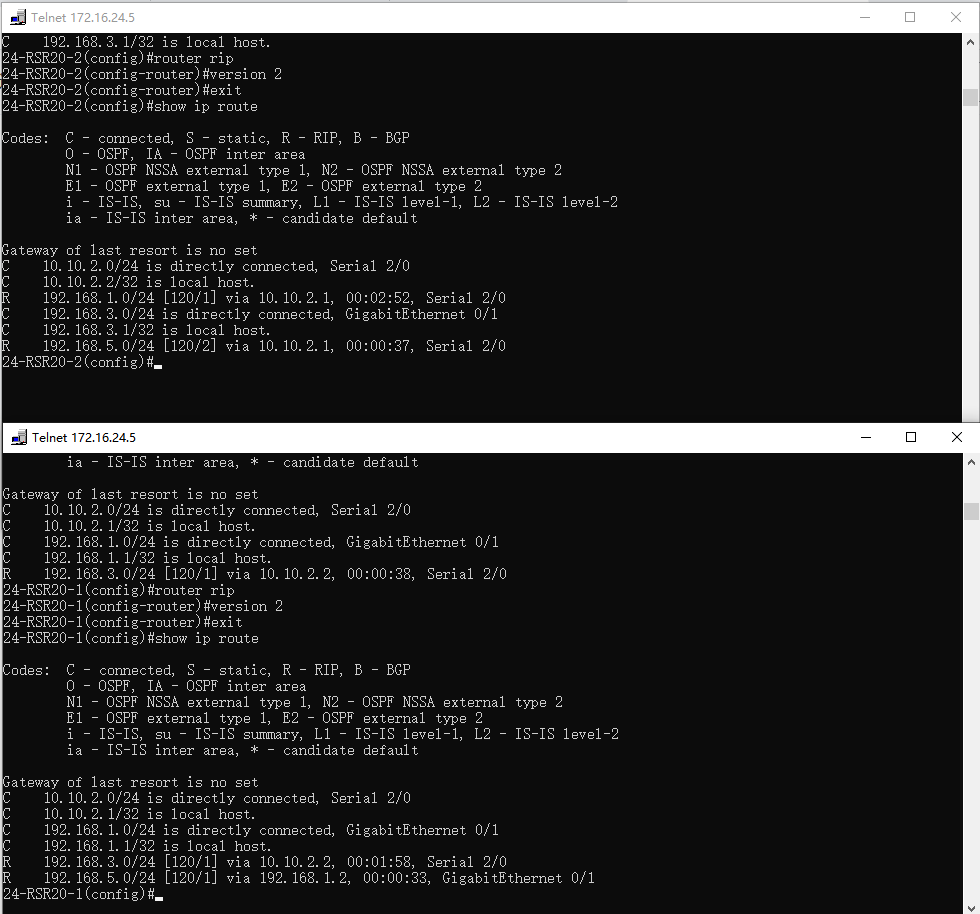 Telnet 172.16.24.5
C    192.168.3.1/32 is local host.
24-RSR20-2(config)#router rip
24-RSR20-2(config-router)#version 2
24-RSR20-2(config-router)#exit
24-RSR20-2(config)#show ip route
Codes:  C - connected, S - static, R - RIP, B - BGP
        O - OSPF, IA - OSPF inter area
        N1 - OSPF NSSA external type 1, N2 - OSPF NSSA external type 2
        E1 - OSPF external type 1, E2 - OSPF external type 2
        i - IS-IS, su - IS-IS summary, L1 - IS-IS level-1, L2 - IS-IS level-2
        ia - IS-IS inter area, * - candidate default
Gateway of last resort is no set
C    10.10.2.0/24 is directly connected, Serial 2/0
C    10.10.2.2/32 is local host.
R    192.168.1.0/24 [120/1] via 10.10.2.1, 00:02:52, Serial 2/0
C    192.168.3.0/24 is directly connected, GigabitEthernet 0/1
C    192.168.3.1/32 is local host.
R    192.168.5.0/24 [120/2] via 10.10.2.1, 00:00:37, Serial 2/0
24-RSR20-2(config)#
Telnet 172.16.24.5
        ia - IS-IS inter area, * - candidate default
Gateway of last resort is no set
C    10.10.2.0/24 is directly connected, Serial 2/0
C    10.10.2.1/32 is local host.
C    192.168.1.0/24 is directly connected, GigabitEthernet 0/1
C    192.168.1.1/32 is local host.
R    192.168.3.0/24 [120/1] via 10.10.2.2, 00:00:38, Serial 2/0
24-RSR20-1(config)#router rip
24-RSR20-1(config-router)#version 2
24-RSR20-1(config-router)#exit
24-RSR20-1(config)#show ip route
Codes:  C - connected, S - static, R - RIP, B - BGP
        O - OSPF, IA - OSPF inter area
        N1 - OSPF NSSA external type 1, N2 - OSPF NSSA external type 2
        E1 - OSPF external type 1, E2 - OSPF external type 2
        i - IS-IS, su - IS-IS summary, L1 - IS-IS level-1, L2 - IS-IS level-2
        ia - IS-IS inter area, * - candidate default
Gateway of last resort is no set
C    10.10.2.0/24 is directly connected, Serial 2/0
C    10.10.2.1/32 is local host.
C    192.168.1.0/24 is directly connected, GigabitEthernet 0/1
C    192.168.1.1/32 is local host.
R    192.168.3.0/24 [120/1] via 10.10.2.2, 00:01:58, Serial 2/0
R    192.168.5.0/24 [120/1] via 192.168.1.2, 00:00:33, GigabitEthernet 0/1
24-RSR20-1(config)#